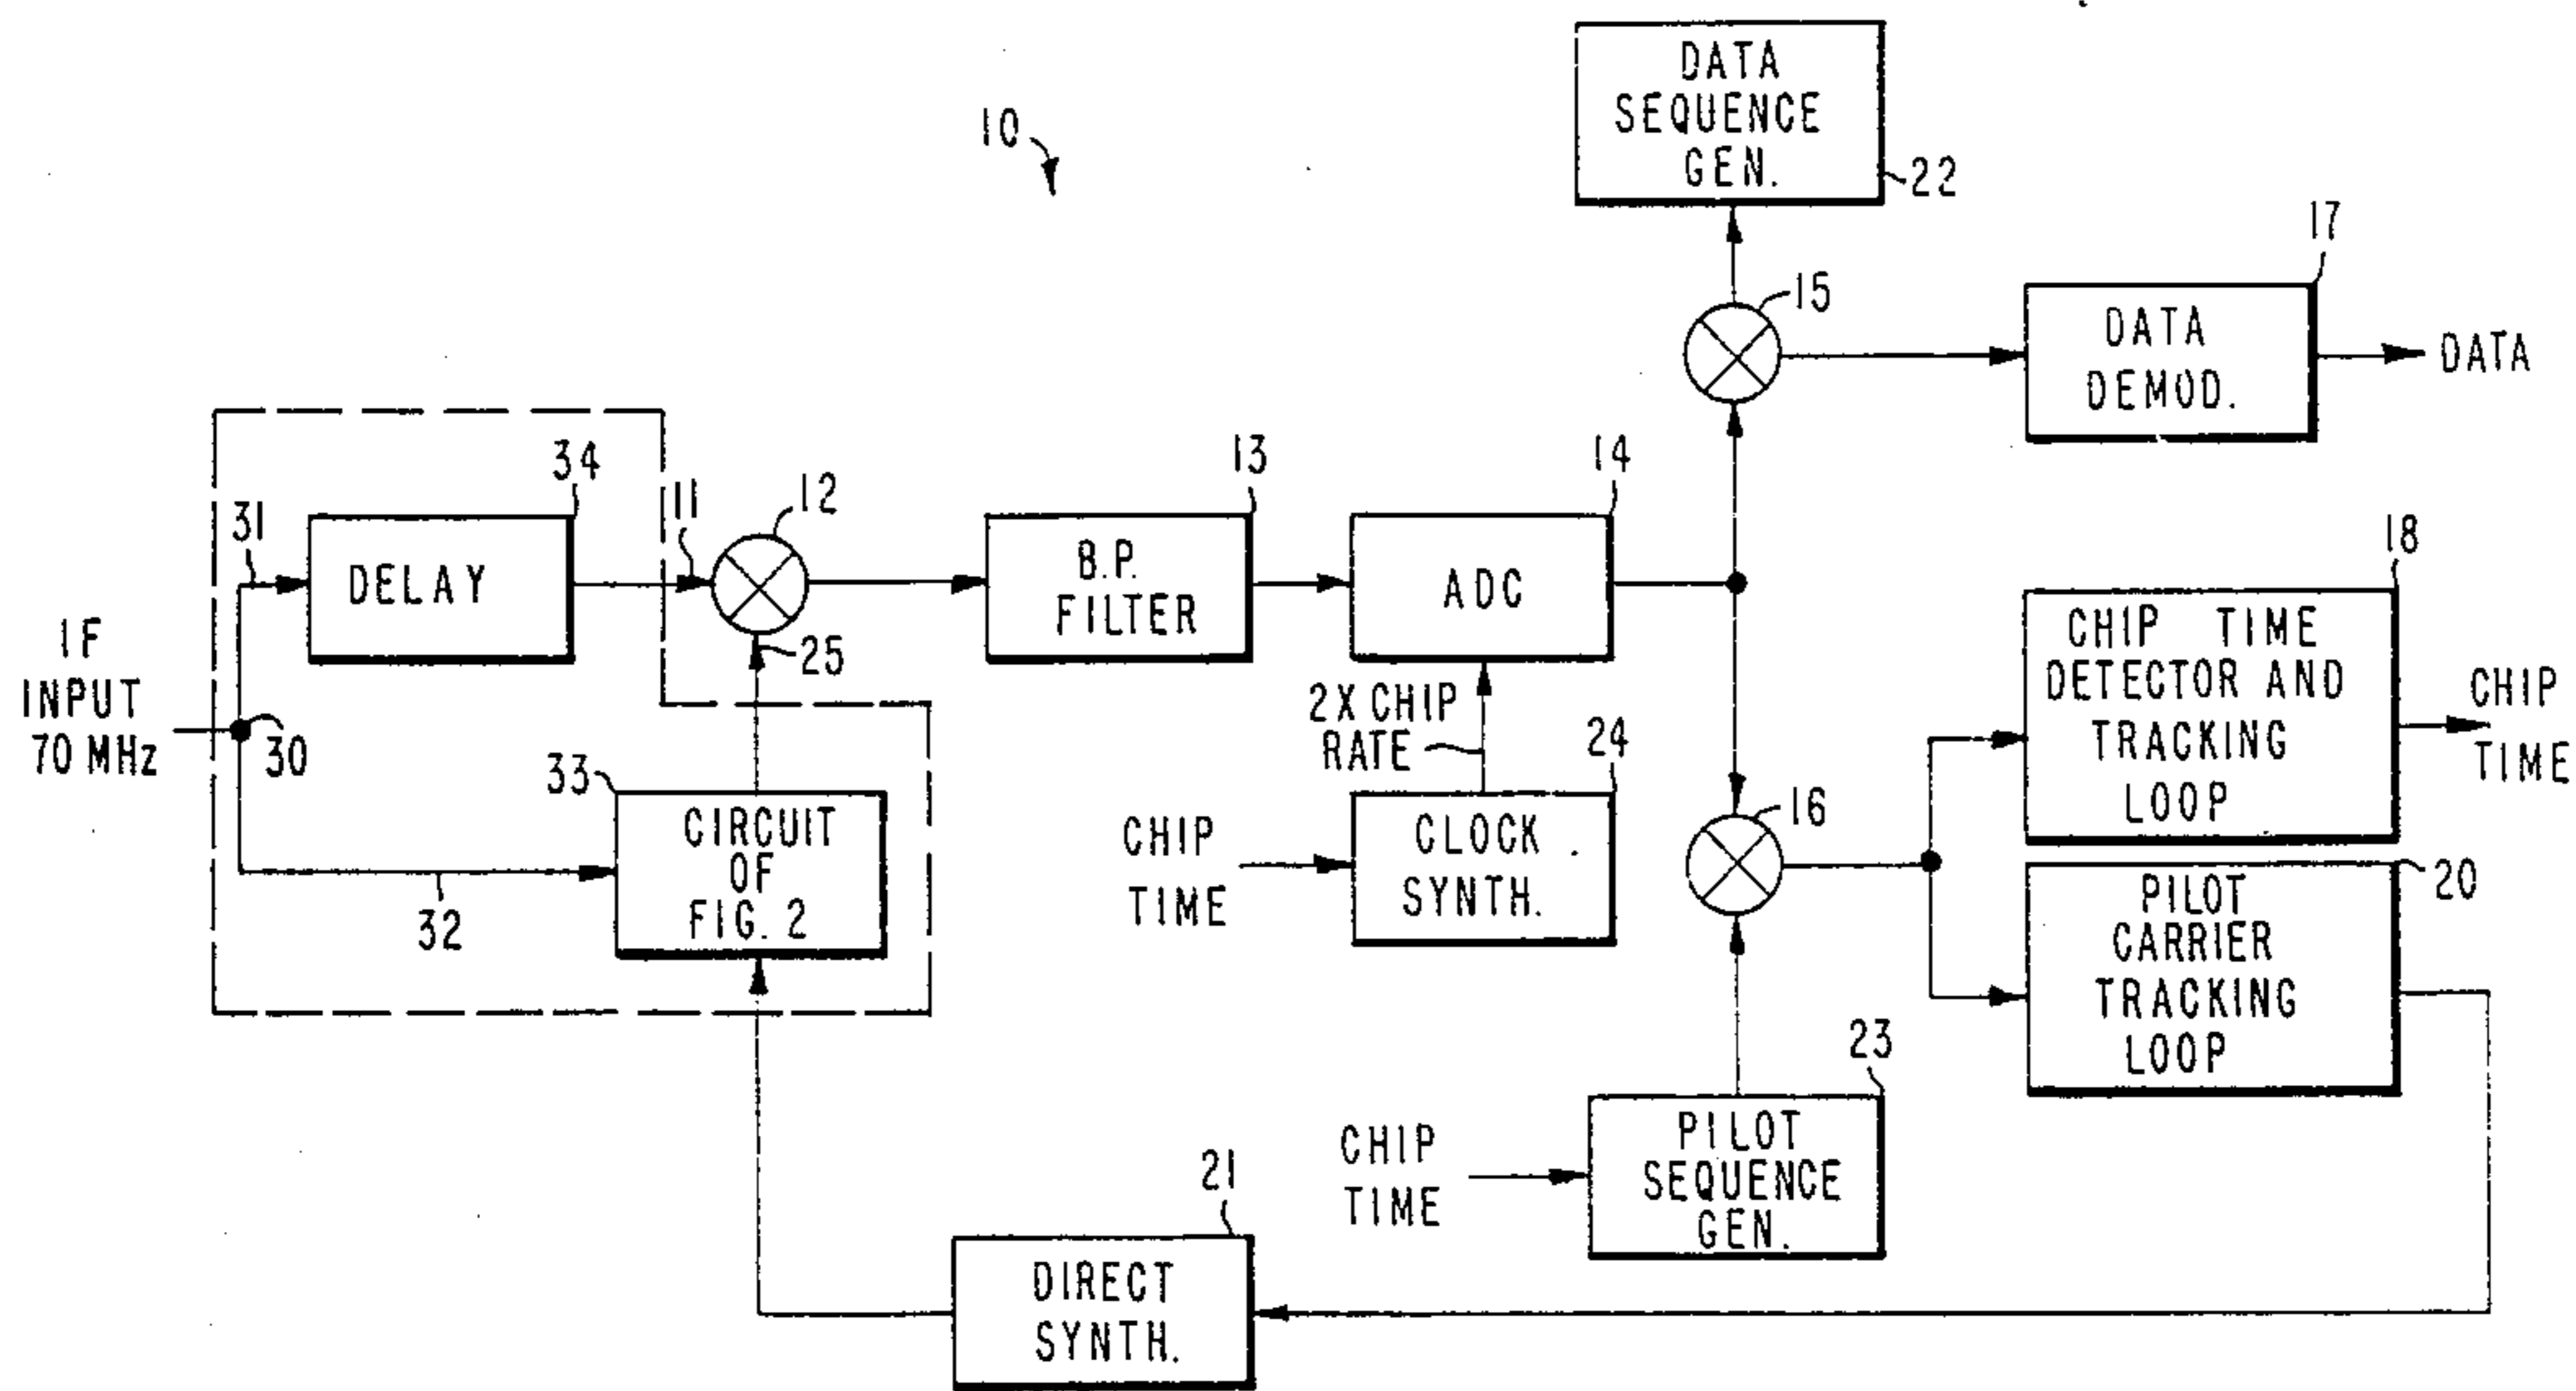 DATA
SEQUENCE
GEN.
22
10
17
15
DATA
DEMOD.
DATA
34
31
DELAY
11
12
13
B.P.
FILTER
14
ADC
18
CHIP TIME
DETECTOR AND
TRACKING
LOOP
CHIP
TIME
IF
INPUT
70 MHz
30
25
2X CHIP
RATE
24
33
CIRCUIT
OF
FIG. 2
32
CHIP
TIME
CLOCK
SYNTH.
16
20
PILOT
CARRIER
TRACKING
LOOP
23
CHIP
TIME
PILOT
SEQUENCE
GEN.
21
DIRECT
SYNTH.